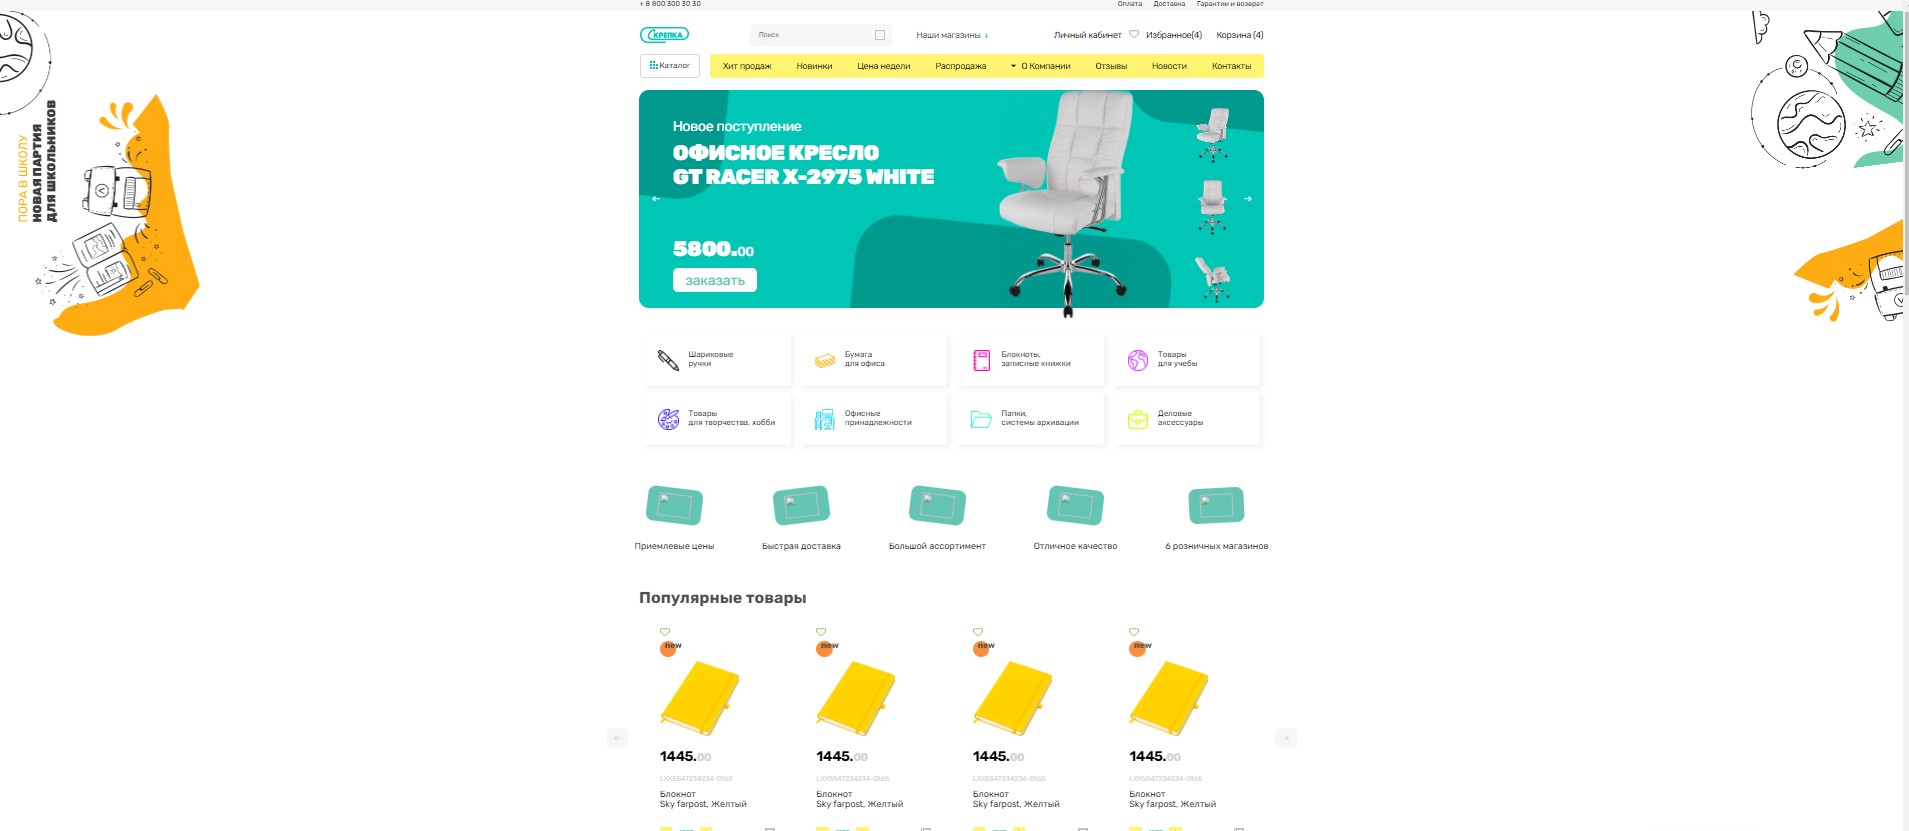 + 8 800 300 30 30
Оплата Доставка Гарантии и возврат
КРЕПКА
Поиск
Наши магазины ↓
Личный кабинет Избранное(4) Корзина (4)
Каталог
Хит продаж Новинки Цена недели Распродажа О Компании Отзывы Новости Контакты
ПОРА В ШКОЛУ
НОВАЯ ПАРТИЯ
ДЛЯ ШКОЛЬНИКОВ
Новое поступление
ОФИСНОЕ КРЕСЛО
GT RACER X-2975 WHITE
5800.00
заказать
Шариковые
ручки
Бумага
для офиса
Блокноты,
записные книжки
Товары
для учебы
Товары
для творчества, хобби
Офисные
принадлежности
Папки,
системы архивации
Деловые
аксессуары
Приемлевые цены
Быстрая доставка
Большой ассортимент
Отличное качество
6 розничных магазинов
Популярные товары
new
new
new
new
1445.00
1445.00
1445.00
1445.00
LXX5547234234-0165
LXX5547234234-0165
LXX5547234234-0165
LXX5547234234-0165
Блокнот
Sky farpost, Желтый
Блокнот
Sky farpost, Желтый
Блокнот
Sky farpost, Желтый
Блокнот
Sky farpost, Желтый